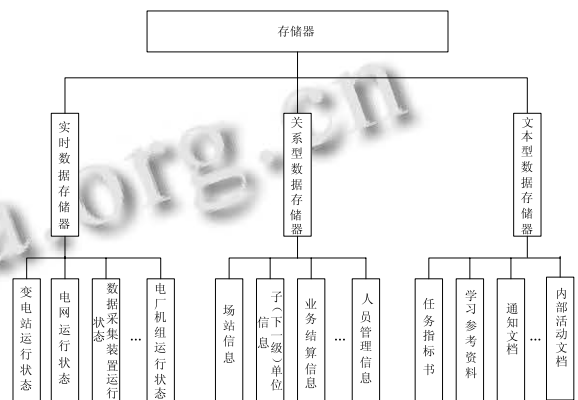 存储器
实时数据存储器
关系型数据存储器
文本型数据存储器
变电站运行状态
电网运行状态
数据采集装置运行
状态
...
电厂机组运行状态
场站信息
子(下一级)单位
信息
业务结算信息
...
人员管理信息
任务指标书
学习参考资料
通知文档
...
内部活动文档
a.org.cn